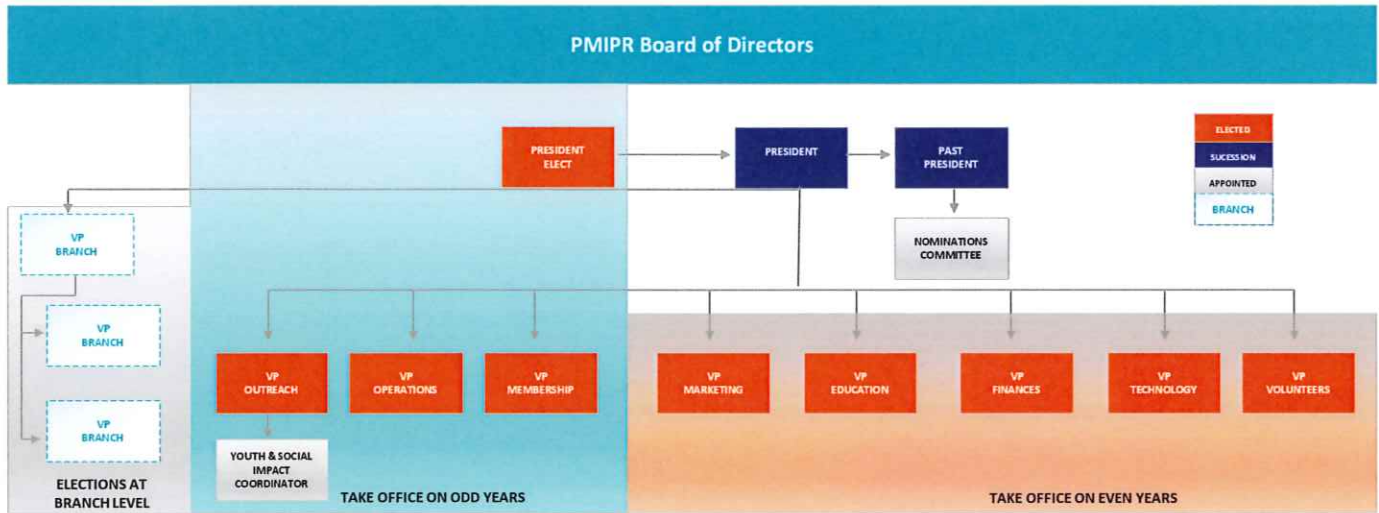 PMIPR Board of Directors
PRESIDENT
ELECT
PRESIDENT
PAST
PRESIDENT
ELECTED
SUCESSION
APPOINTED
BRANCH
VP
BRANCH
NOMINATIONS
COMMITTEE
VP
BRANCH
VP
OUTREACH
VP
OPERATIONS
VP
MEMBERSHIP
VP
MARKETING
VP
EDUCATION
VP
FINANCES
VP
TECHNOLOGY
VP
VOLUNTEERS
VP
BRANCH
YOUTH & SOCIAL
IMPACT
COORDINATOR
ELECTIONS AT
BRANCH LEVEL
TAKE OFFICE ON ODD YEARS
TAKE OFFICE ON EVEN YEARS